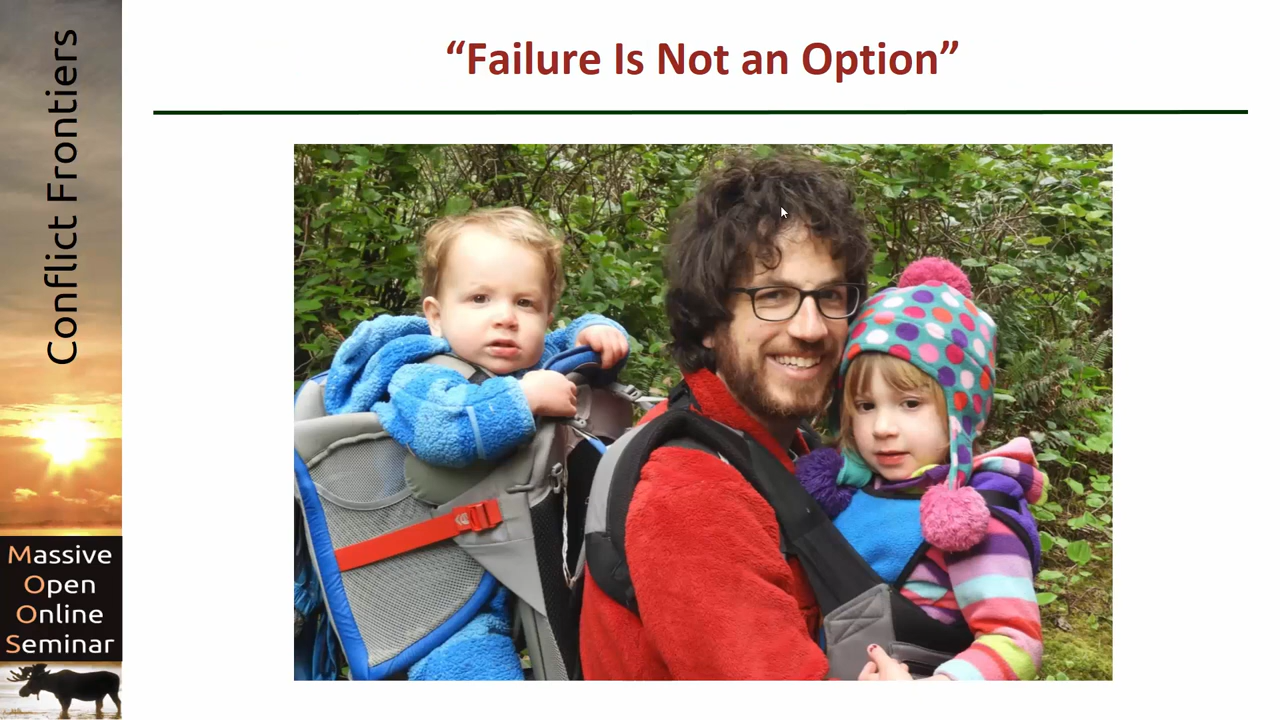 “Failure Is Not an Option”
Conflict Frontiers
Massive
Open
Online
Seminar